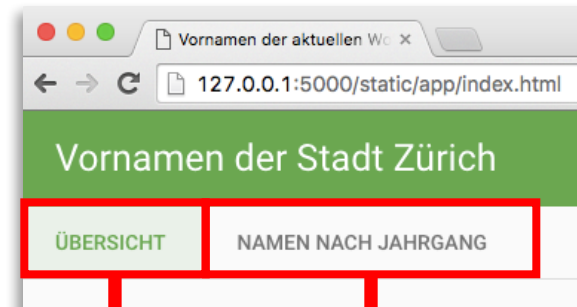 Vornamen der aktuellen Wo
127.0.0.1:5000/static/app/index.html
Vornamen der Stadt Zürich
ÜBERSICHT NAMEN NACH JAHRGANG